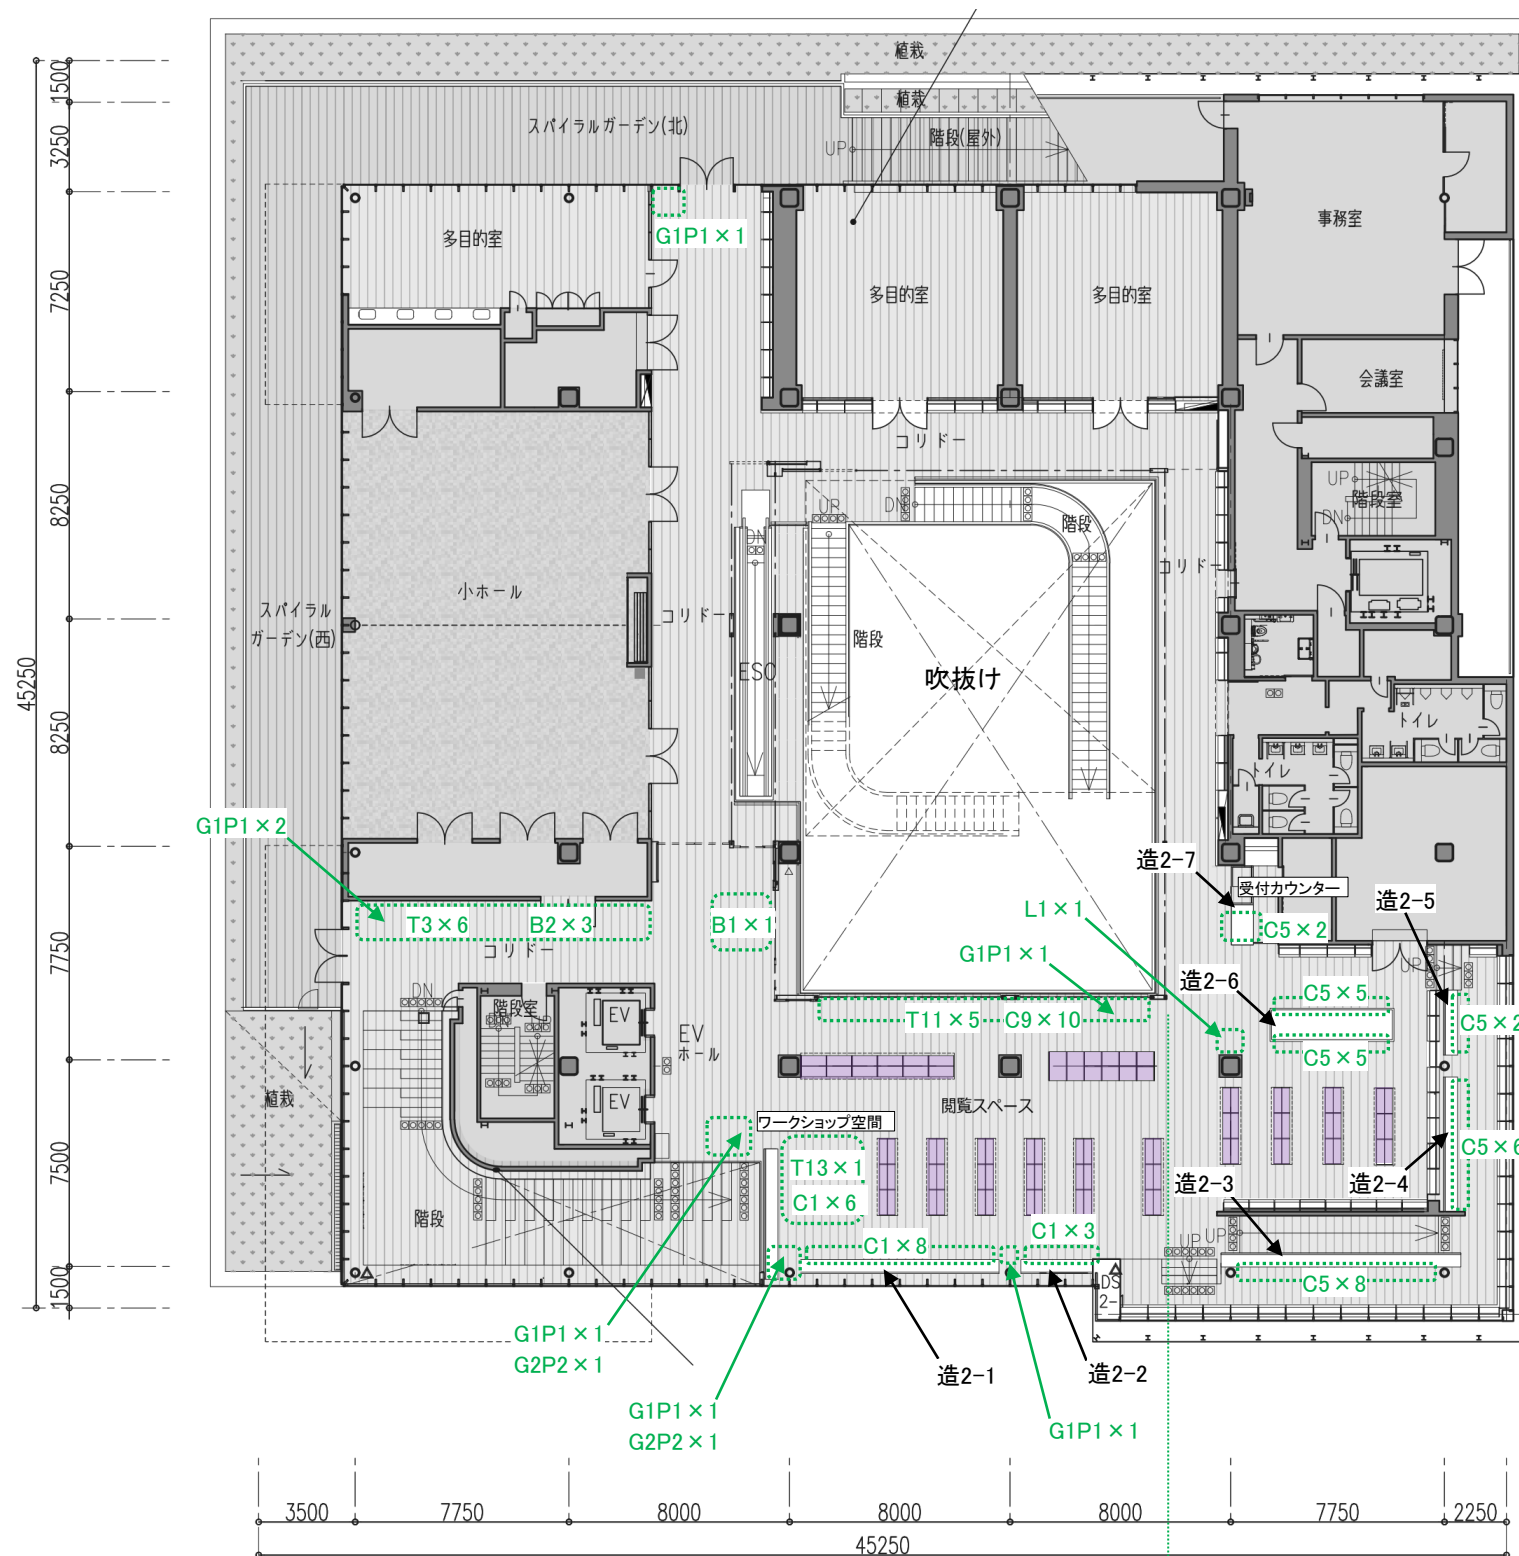 植栽
植栽
スパイラルガーデン(北)
階段(屋外)
UP
1500
3250
7250
8250
8250
7750
7500
1500
45250
多目的室
G1P1×1
多目的室
多目的室
事務室
会議室
コリドー
UP
階段室
DN
UP
DN
階段
DN
小ホール
スパイラル
ガーデン(西)
コリドー
コリドー
階段
ESC
吹抜け
トイレ
トイレ
G1P1×2
T3×6
B2×3
B1×1
コリドー
造2-7
受付カウンター
L1×1
C5×2
造2-5
G1P1×1
造2-6
UP
C5×5
C5×2
T11×5
C9×10
C5×5
DN
階段室
EV
EV
ホール
EV
植栽
閲覧スペース
ワークショップ空間
T13×1
C1×6
C5×6
造2-4
造2-3
階段
C1×8
C1×3
UP
UP
DS
2-
C5×8
G1P1×1
G2P2×1
造2-1
造2-2
G1P1×1
G2P2×1
G1P1×1
3500
7750
8000
8000
8000
7750
2250
45250